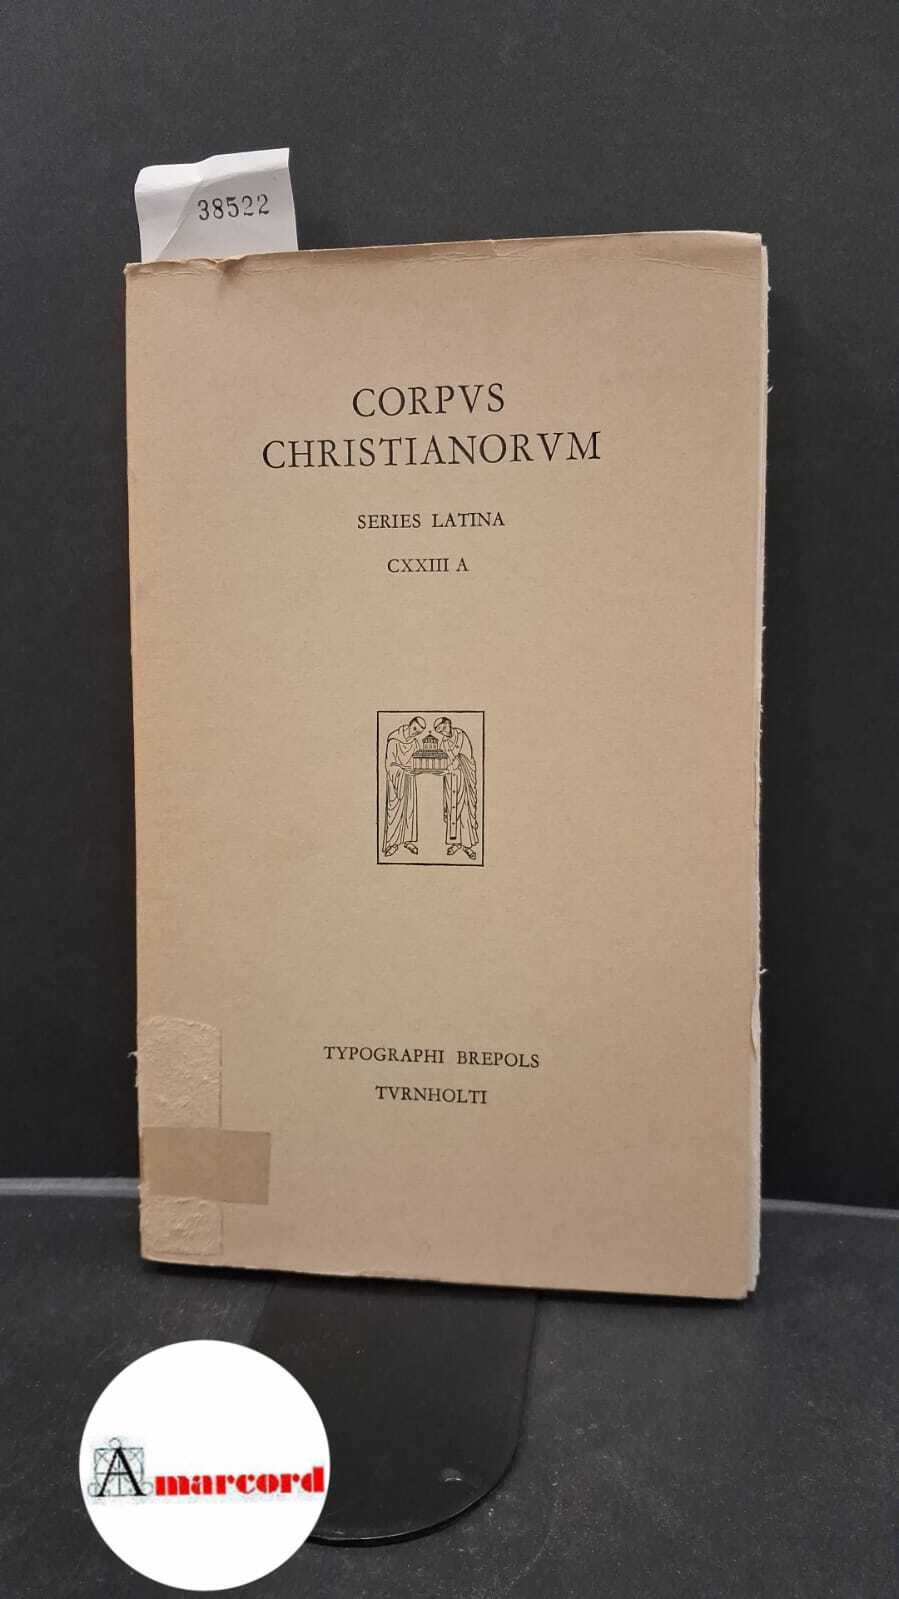 38522
CORPVS
CHRISTIANORVM
SERIES LATINA
CXXIII A
TYPOGRAPHI BREPOLS
TVRNHOLTI
Amarcord